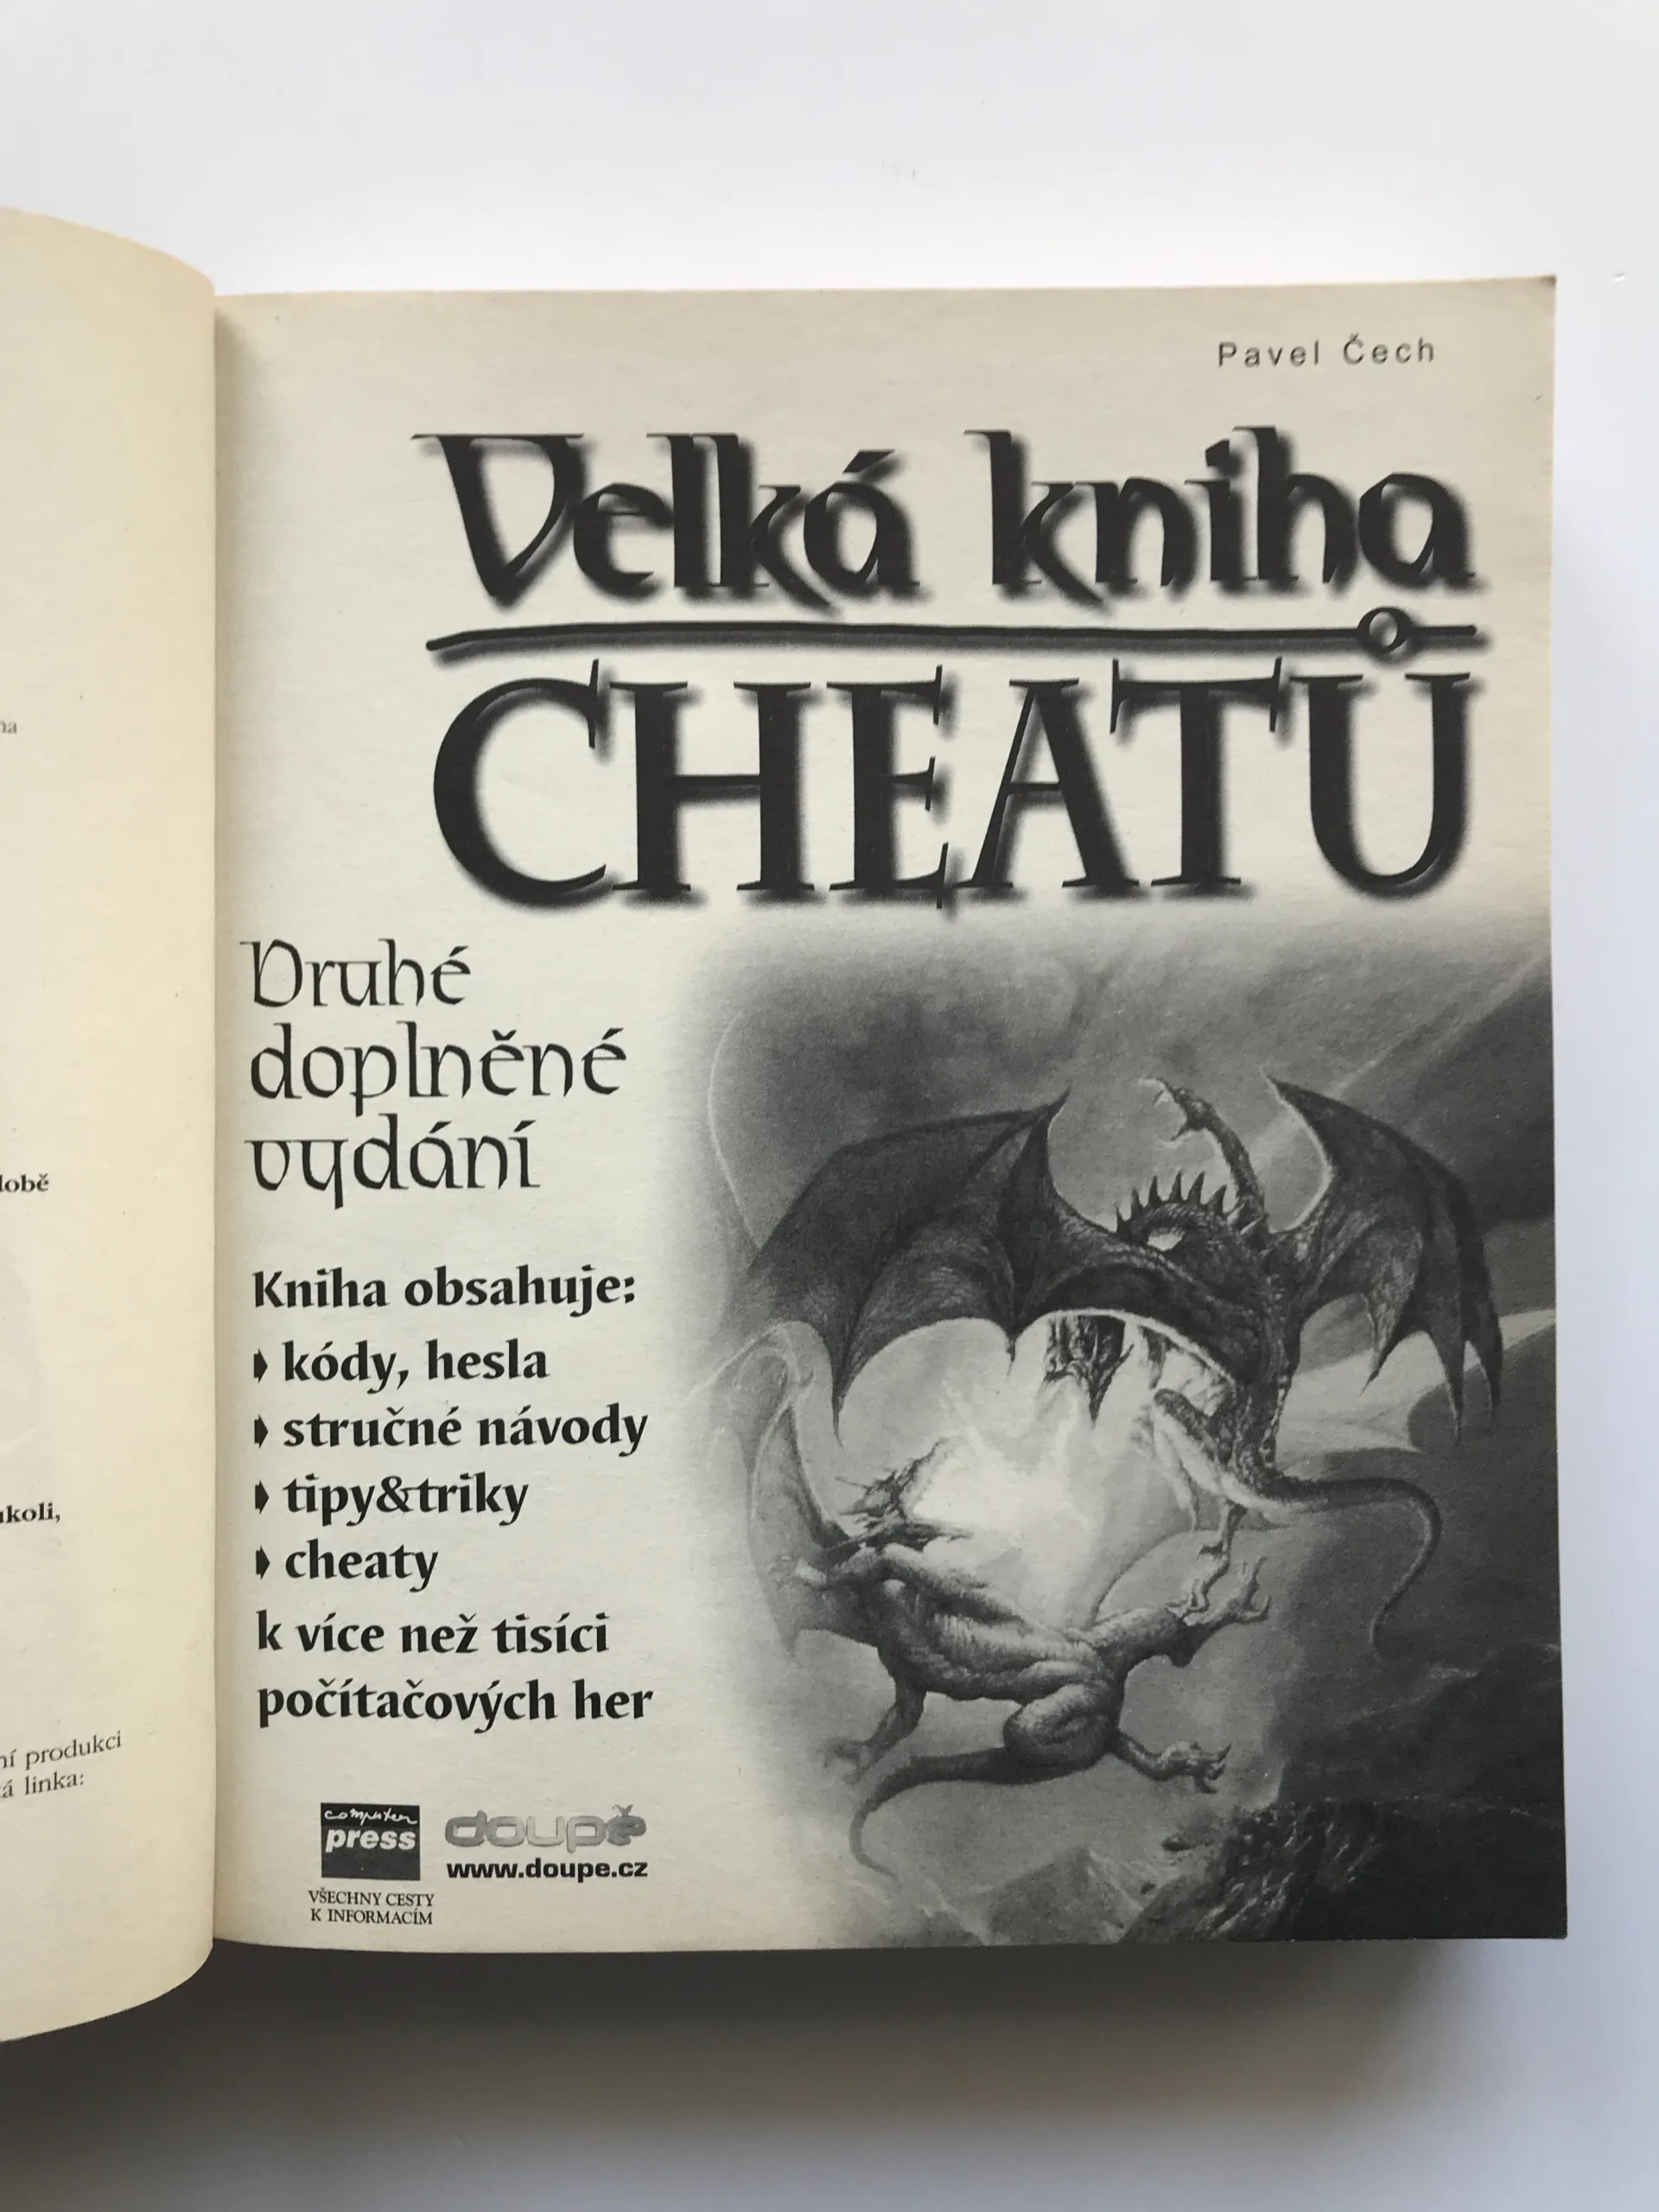 na
době
ukoli,
ní produkci
á linka:
Pavel Čech
Velká kniha
CHEATŮ
Druhé
doplněné
vydání
Kniha obsahuje:
kódy, hesla
stručné návody
tipy&triky
cheaty
k více než tisíci
počítačových her
computer
press
VŠECHNY CESTY
K INFORMACÍM
doupě
www.doupe.cz